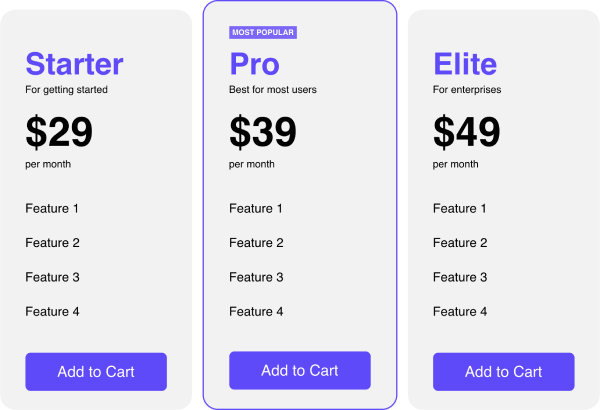 Starter
For getting started
$29
per month
Feature 1
Feature 2
Feature 3
Feature 4
Add to Cart
MOST POPULAR
Pro
Best for most users
$39
per month
Feature 1
Feature 2
Feature 3
Feature 4
Add to Cart
Elite
For enterprises
$49
per month
Feature 1
Feature 2
Feature 3
Feature 4
Add to Cart